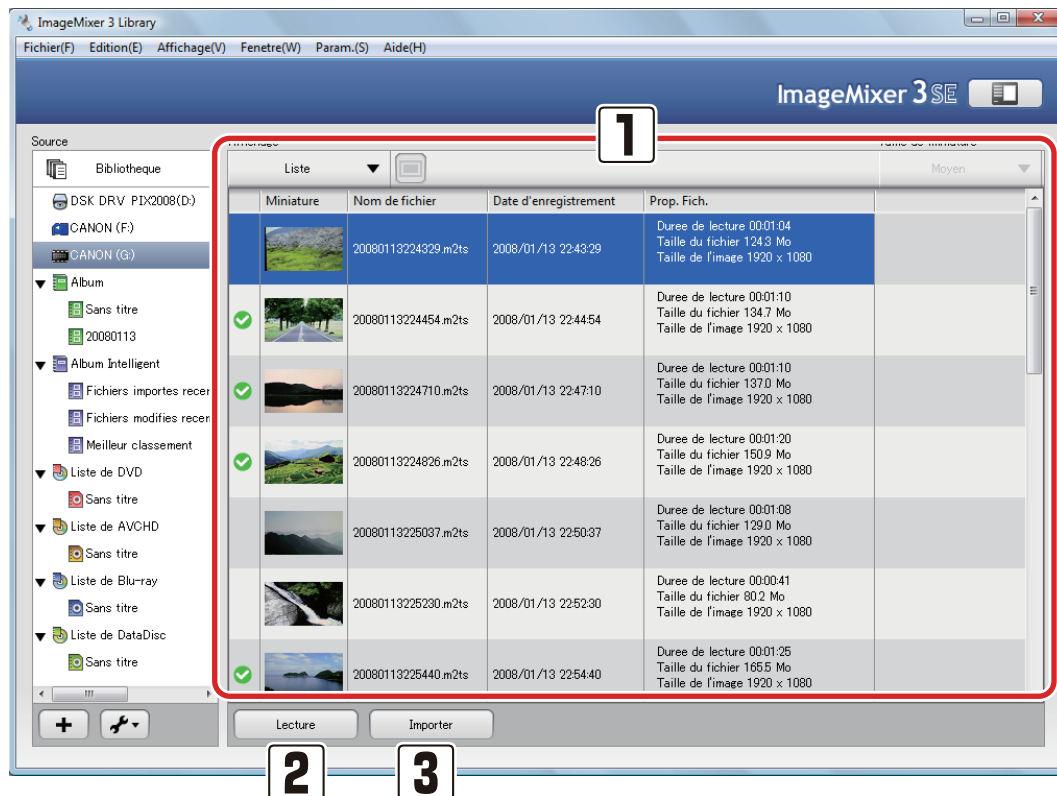 ImageMixer 3 Library
Fichier(F) Edition(E) Affichage(V) Fenetre(W) Param.(S) Aide(H)
ImageMixer 3 SE
1
Source
Bibliotheque
DSK DRV PIX2008(D:)
CANON (F:)
CANON (G:)
Album
Sans titre
20080113
Album Intelligent
Fichiers importes recer
Fichiers modifies recen
Meilleur classement
Liste de DVD
Sans titre
Liste de AVCHD
Sans titre
Liste de Blu-ray
Sans titre
Liste de DataDisc
Sans titre
Liste
Moyen
Miniature Nom de fichier Date d'enregistrement Prop. Fich.
20080113224329.m2ts 2008/01/13 22:43:29
Duree de lecture 00:01:04
Taille du fichier 124.3 Mo
Taille de l'image 1920 x 1080
20080113224454.m2ts 2008/01/13 22:44:54
Duree de lecture 00:01:10
Taille du fichier 134.7 Mo
Taille de l'image 1920 x 1080
20080113224710.m2ts 2008/01/13 22:47:10
Duree de lecture 00:01:10
Taille du fichier 137.0 Mo
Taille de l'image 1920 x 1080
20080113224826.m2ts 2008/01/13 22:48:26
Duree de lecture 00:01:20
Taille du fichier 150.9 Mo
Taille de l'image 1920 x 1080
20080113225037.m2ts 2008/01/13 22:50:37
Duree de lecture 00:01:08
Taille du fichier 129.0 Mo
Taille de l'image 1920 x 1080
20080113225230.m2ts 2008/01/13 22:52:30
Duree de lecture 00:00:41
Taille du fichier 80.2 Mo
Taille de l'image 1920 x 1080
20080113225440.m2ts 2008/01/13 22:54:40
Duree de lecture 00:01:25
Taille du fichier 165.5 Mo
Taille de l'image 1920 x 1080
Lecture Importer
2 3